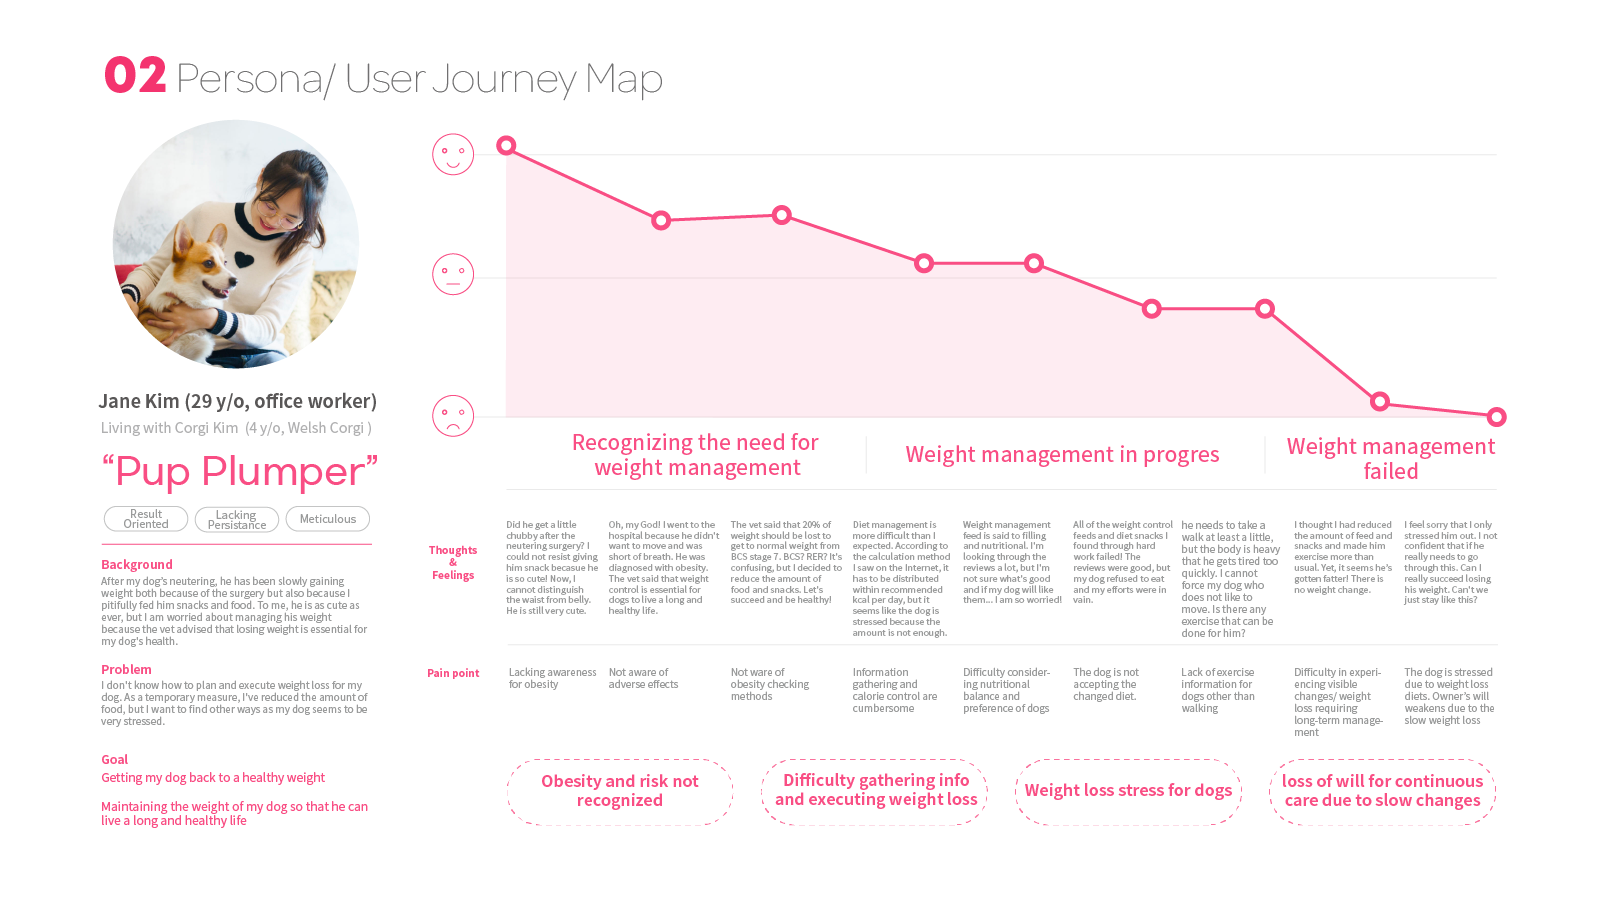 02 Persona/ User Journey Map
Jane Kim (29 y/o, office worker)
Living with Corgi Kim (4 y/o, Welsh Corgi )
“Pup Plumper”
Result
Oriented
Lacking
Persistance
Meticulous
Background
After my dog's neutering, he has been slowly gaining
weight both because of the surgery but also because I
pitifully fed him snacks and food. To me, he is as cute as
ever, but I am worried about managing his weight
because the vet advised that losing weight is essential for
my dog's health.
Problem
I don't know how to plan and execute weight loss for my
dog. As a temporary measure, I've reduced the amount of
food, but I want to find other ways as my dog seems to be
very stressed.
Goal
Getting my dog back to a healthy weight
Maintaining the weight of my dog so that he can
live a long and healthy life
Recognizing the need for
weight management
Weight management in progres
Weight management
failed
Thoughts
&
Feelings
Did he get a little
chubby after the
neutering surgery? I
could not resist giving
him snack becasue he
is so cute! Now, I
cannot distinguish
the waist from belly.
He is still very cute.
Oh, my God! I went to the
hospital because he didn't
want to move and was
short of breath. He was
diagnosed with obesity.
The vet said that weight
control is essential for
dogs to live a long and
healthy life.
The vet said that 20% of
weight should be lost to
get to normal weight from
BCS stage 7. BCS? RER? It's
confusing, but I decided to
reduce the amount of
food and snacks. Let's
succeed and be healthy!
Diet management is
more difficult than I
expected. According to
the calculation method
I saw on the Internet, it
has to be distributed
within recommended
kcal per day, but it
seems like the dog is
stressed because the
amount is not enough.
Weight management
feed is said to filling
and nutritional. I'm
looking through the
reviews a lot, but I'm
not sure what's good
and if my dog will like
them... I am so worried!
All of the weight control
feeds and diet snacks I
found through hard
work failed! The
reviews were good, but
my dog refused to eat
and my efforts were in
vain.
he needs to take a
walk at least a little,
but the body is heavy
that he gets tired too
quickly. I cannot
force my dog who
does not like to
move. Is there any
exercise that can be
done for him?
I thought I had reduced
the amount of feed and
snacks and made him
exercise more than
usual. Yet, it seems he's
gotten fatter! There is
no weight change.
I feel sorry that I only
stressed him out. I not
confident that if he
really needs to go
through this. Can I
really succeed losing
his weight. Can't we
just stay like this?
Pain point
Lacking awareness
for obesity
Not aware of
adverse effects
Not ware of
obesity checking
methods
Information
gathering and
calorie control are
cumbersome
Difficulty consider-
ing nutritional
balance and
preference of dogs
The dog is not
accepting the
changed diet.
Lack of exercise
information for
dogs other than
walking
Difficulty in experi-
encing visible
changes/ weight
loss requiring
long-term manage-
ment
The dog is stressed
due to weight loss
diets. Owner's will
weakens due to the
slow weight loss
Obesity and risk not
recognized
Difficulty gathering info
and executing weight loss
Weight loss stress for dogs
loss of will for continuous
care due to slow changes